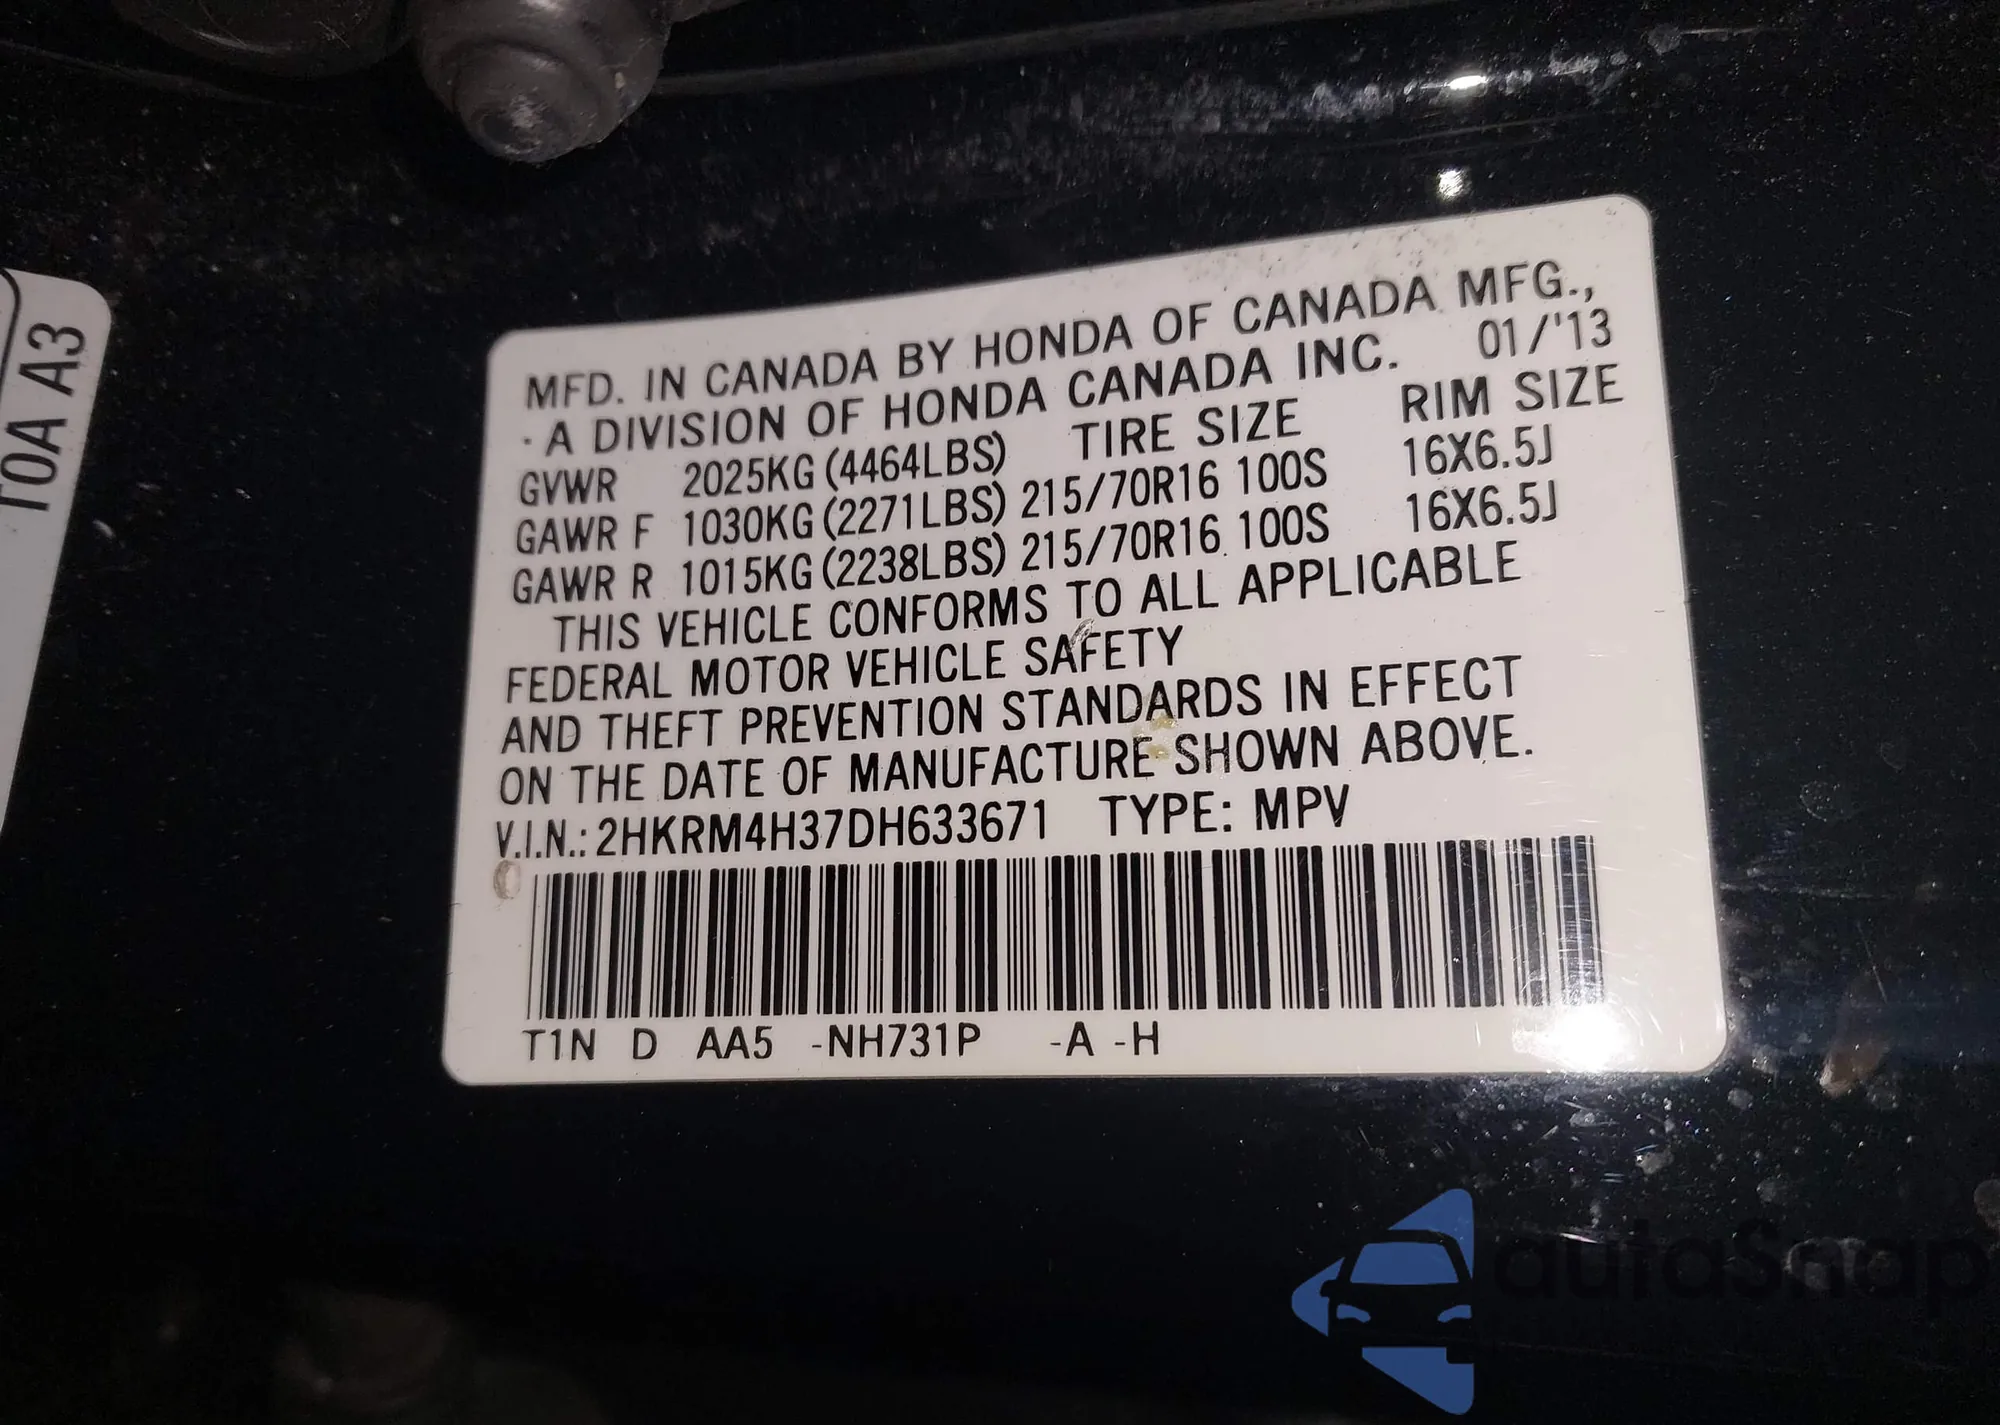 T0A A3
MFD. IN CANADA BY HONDA OF CANADA MFG.,
A DIVISION OF HONDA CANADA INC. 01/'13
GVWR 2025KG (4464LBS) TIRE SIZE RIM SIZE
GAWR F 1030KG (2271LBS) 215/70R16 100S 16X6.5J
GAWR R 1015KG (2238LBS) 215/70R16 100S 16X6.5J
THIS VEHICLE CONFORMS TO ALL APPLICABLE
FEDERAL MOTOR VEHICLE SAFETY
AND THEFT PREVENTION STANDARDS IN EFFECT
ON THE DATE OF MANUFACTURE SHOWN ABOVE.
V.I.N.: 2HKRM4H37DH633671 TYPE: MPV
T1N D AA5 -NH731P -A -H
autaSnap